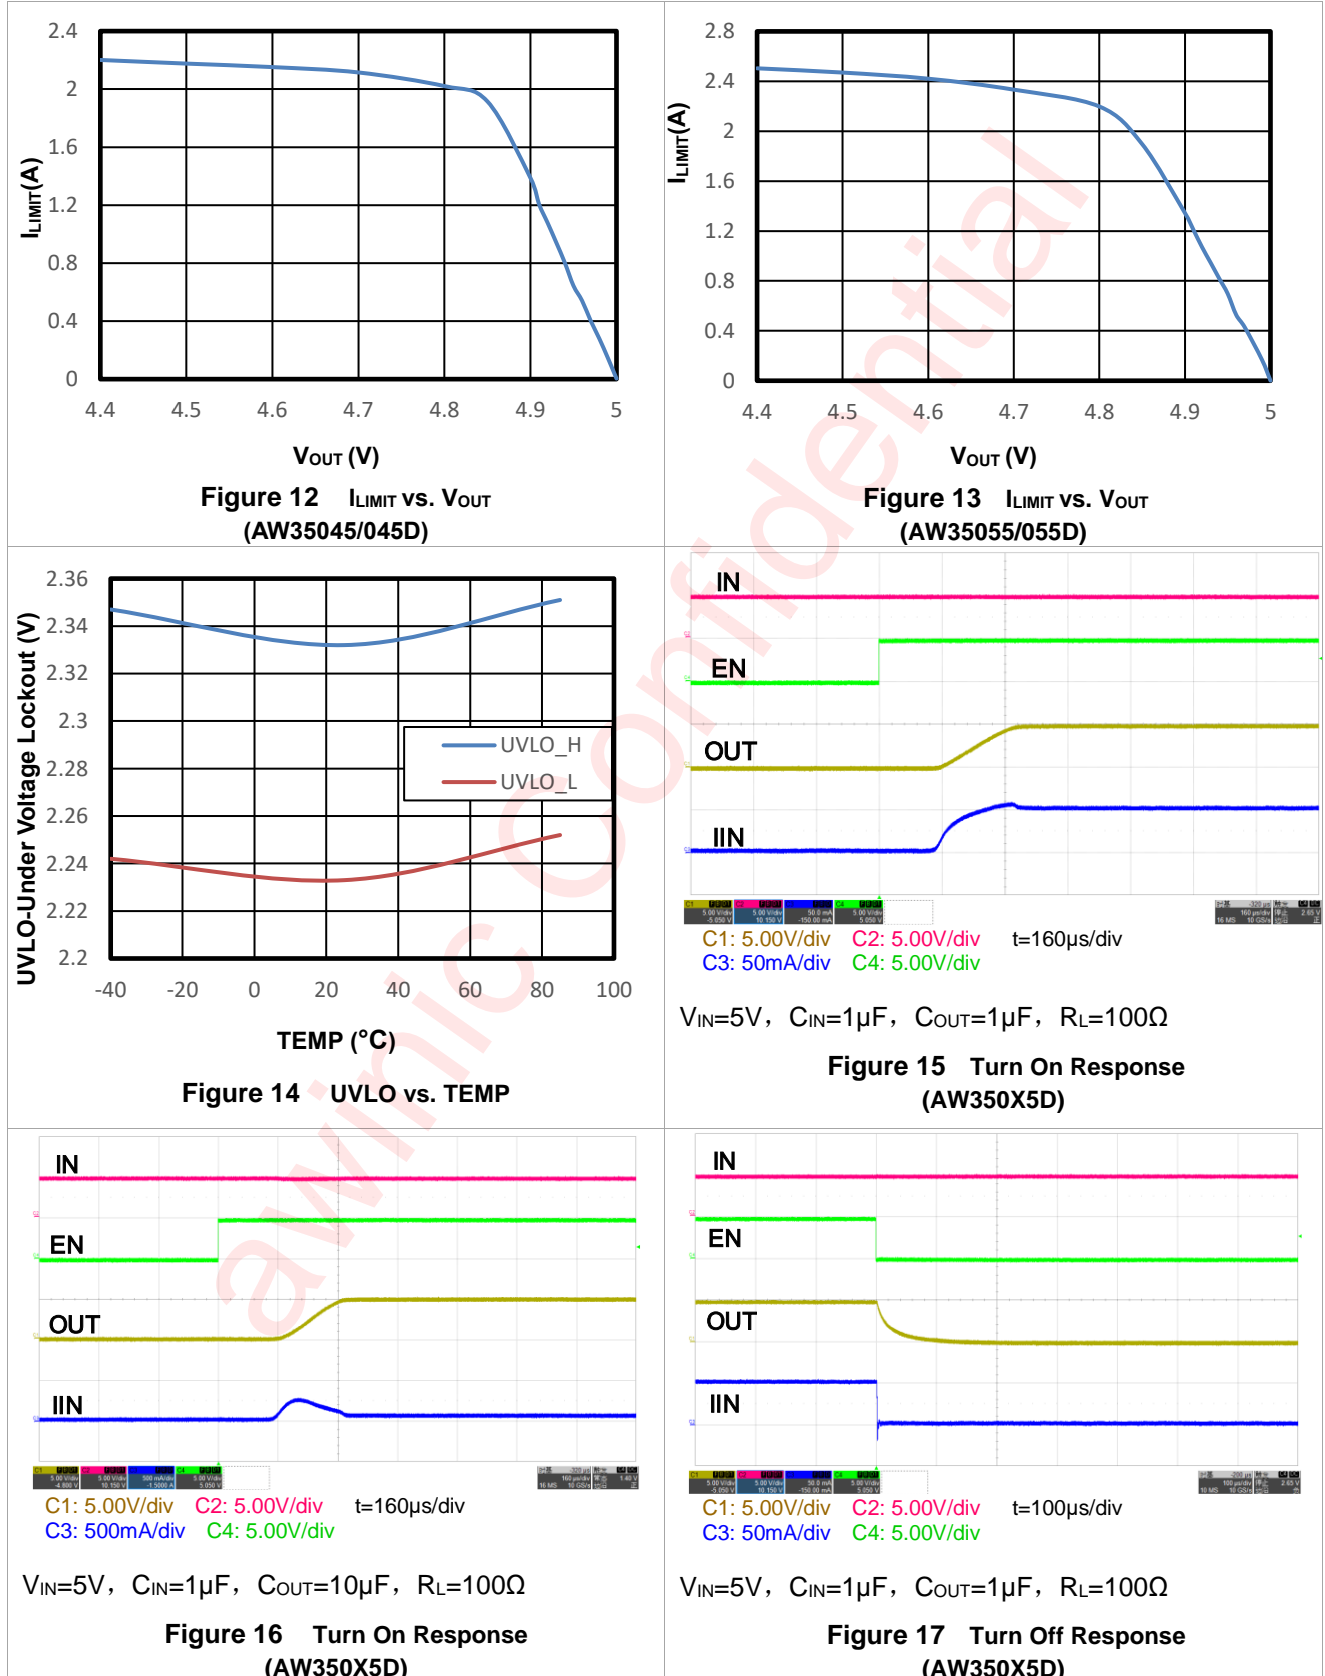 2.4
2
1.6
1.2
0.8
0.4
0
4.4 4.5 4.6 4.7 4.8 4.9 5
ILIMIT(A)
VOUT (V)
Figure 12 ILIMIT vs. VOUT
(AW35045/045D)
2.8
2.4
2
1.6
1.2
0.8
0.4
0
4.4 4.5 4.6 4.7 4.8 4.9 5
ILIMIT(A)
VOUT (V)
Figure 13 ILIMIT vs. VOUT
(AW35055/055D)
2.36
2.34
2.32
2.3
2.28
2.26
2.24
2.22
2.2
-40 -20 0 20 40 60 80 100
UVLO-Under Voltage Lockout (V)
UVLO_H
UVLO_L
TEMP (°C)
Figure 14 UVLO vs. TEMP
IN
EN
OUT
IIN
C1: 5.00V/div C2: 5.00V/div t=160µs/div
C3: 50mA/div C4: 5.00V/div
VIN=5V，CIN=1µF，COUT=1µF，RL=100Ω
Figure 15 Turn On Response
(AW350X5D)
IN
EN
OUT
IIN
C1: 5.00V/div C2: 5.00V/div t=160µs/div
C3: 500mA/div C4: 5.00V/div
VIN=5V，CIN=1µF，COUT=10µF，RL=100Ω
Figure 16 Turn On Response
(AW350X5D)
IN
EN
OUT
IIN
C1: 5.00V/div C2: 5.00V/div t=100µs/div
C3: 50mA/div C4: 5.00V/div
VIN=5V，CIN=1µF，COUT=1µF，RL=100Ω
Figure 17 Turn Off Response
(AW350X5D)
awinic Confidential